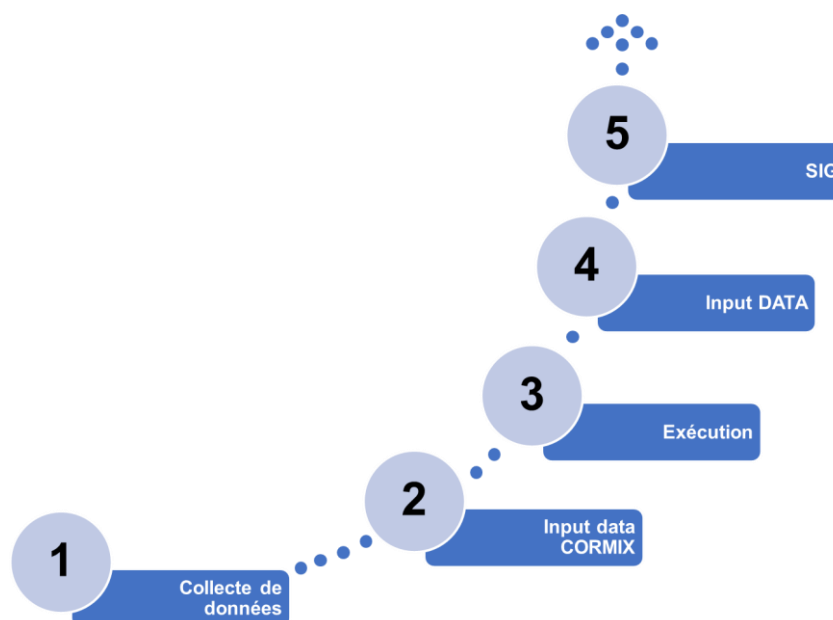 5
SIG
4
Input DATA
3
Exécution
2
Input data
CORMIX
1
Collecte de
données